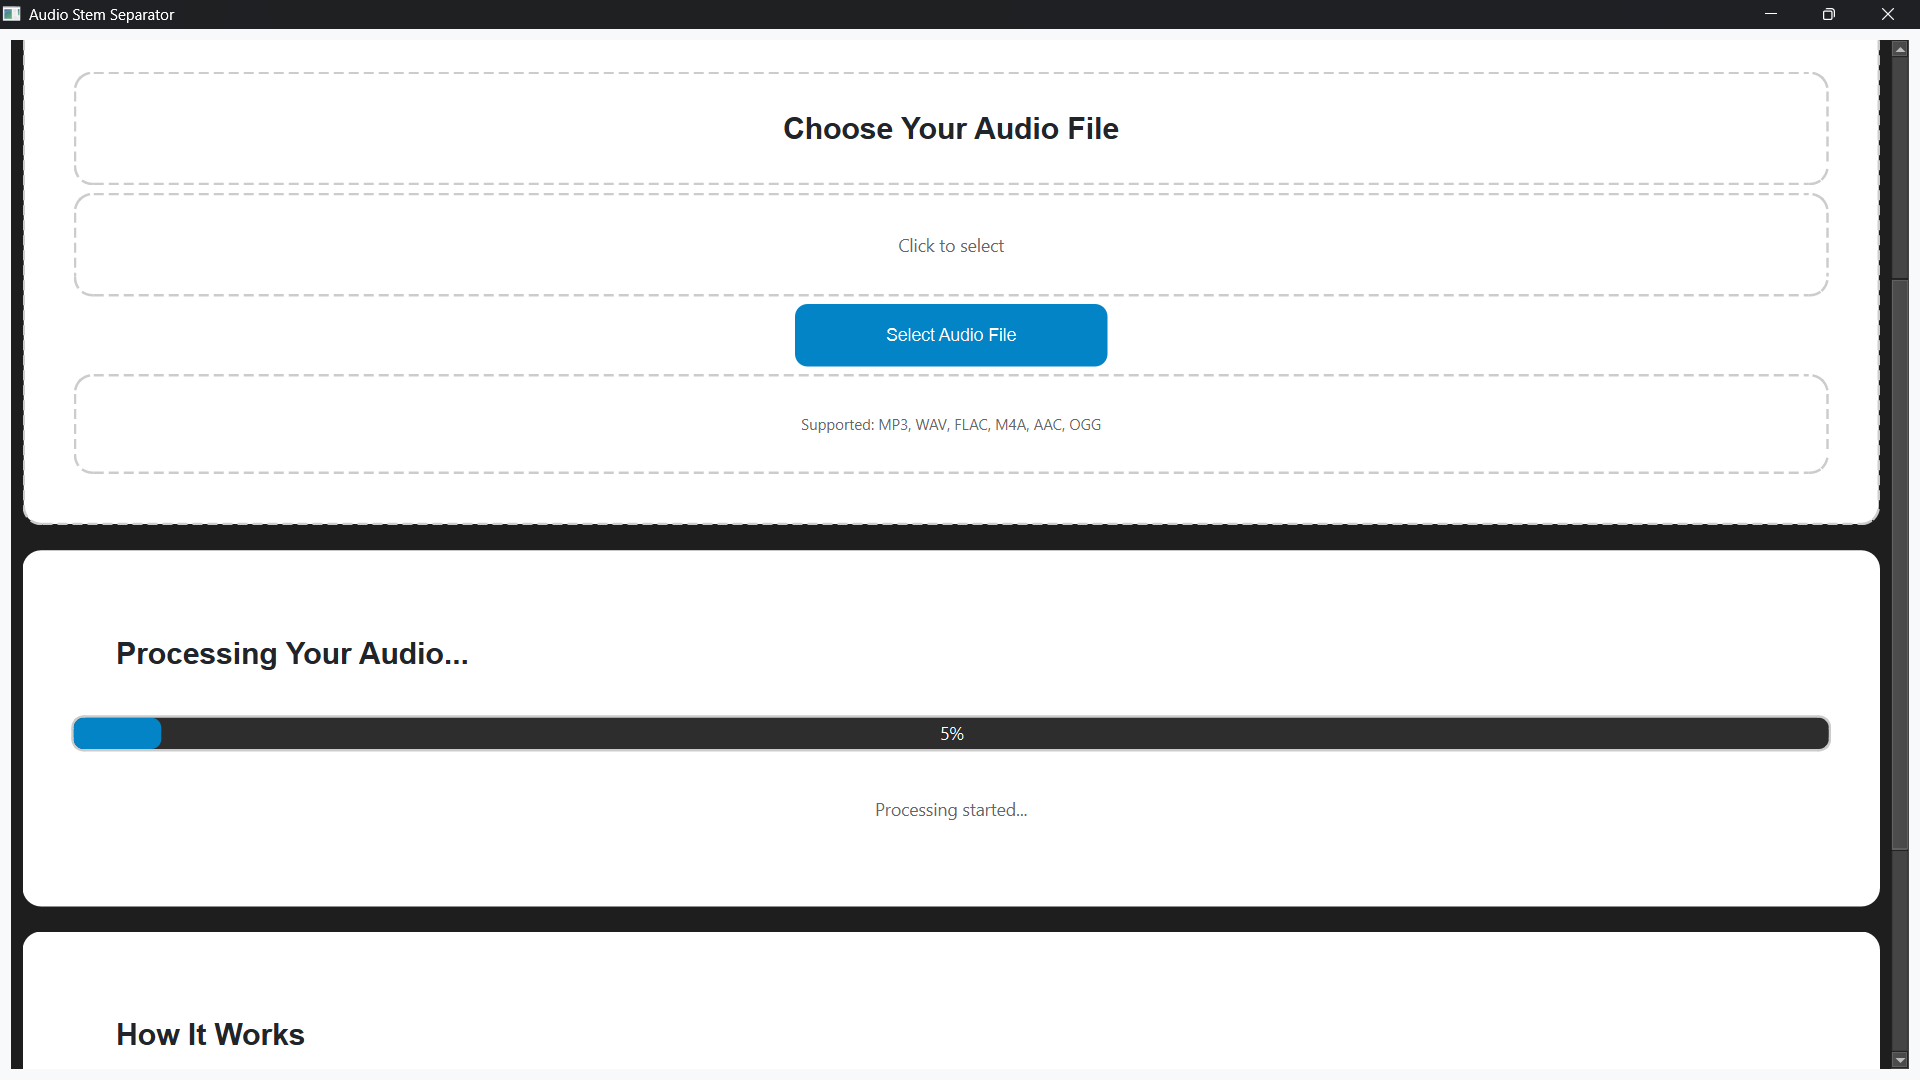 Audio Stem Separator
Choose Your Audio File
Click to select
Select Audio File
Supported: MP3, WAV, FLAC, M4A, AAC, OGG
Processing Your Audio...
5%
Processing started...
How It Works